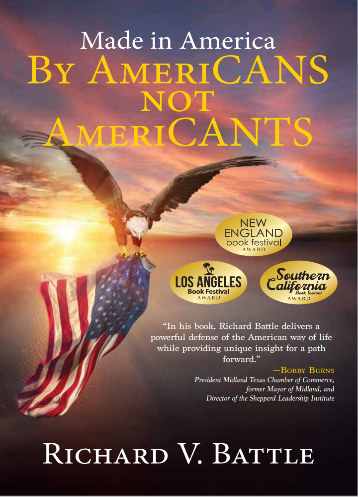 Made in America
By AmeriCANS
not
AmeriCANTS
NEW
ENGLAND
book festival
AWARD
LOS ANGELES
Book Festival
AWARD
Southern
California
Book Festival
AWARD
“In his book, Richard Battle delivers a
powerful defense of the American way of life
while providing unique insight for a path
forward.”
—Bobby Burns
President Midland Texas Chamber of Commerce,
former Mayor of Midland, and
Director of the Shepperd Leadership Institute
Richard V. Battle